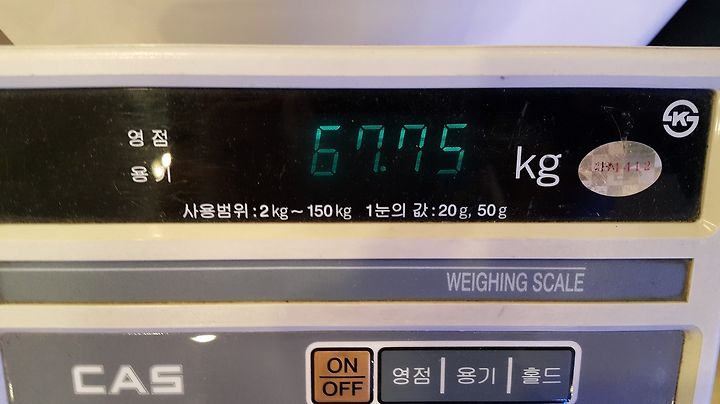 영점
67.75 kg
용기
사용범위:2kg~150kg 1눈의 값:20g, 50g
WEIGHING SCALE
CAS
ON
OFF
영점 용기 홀드